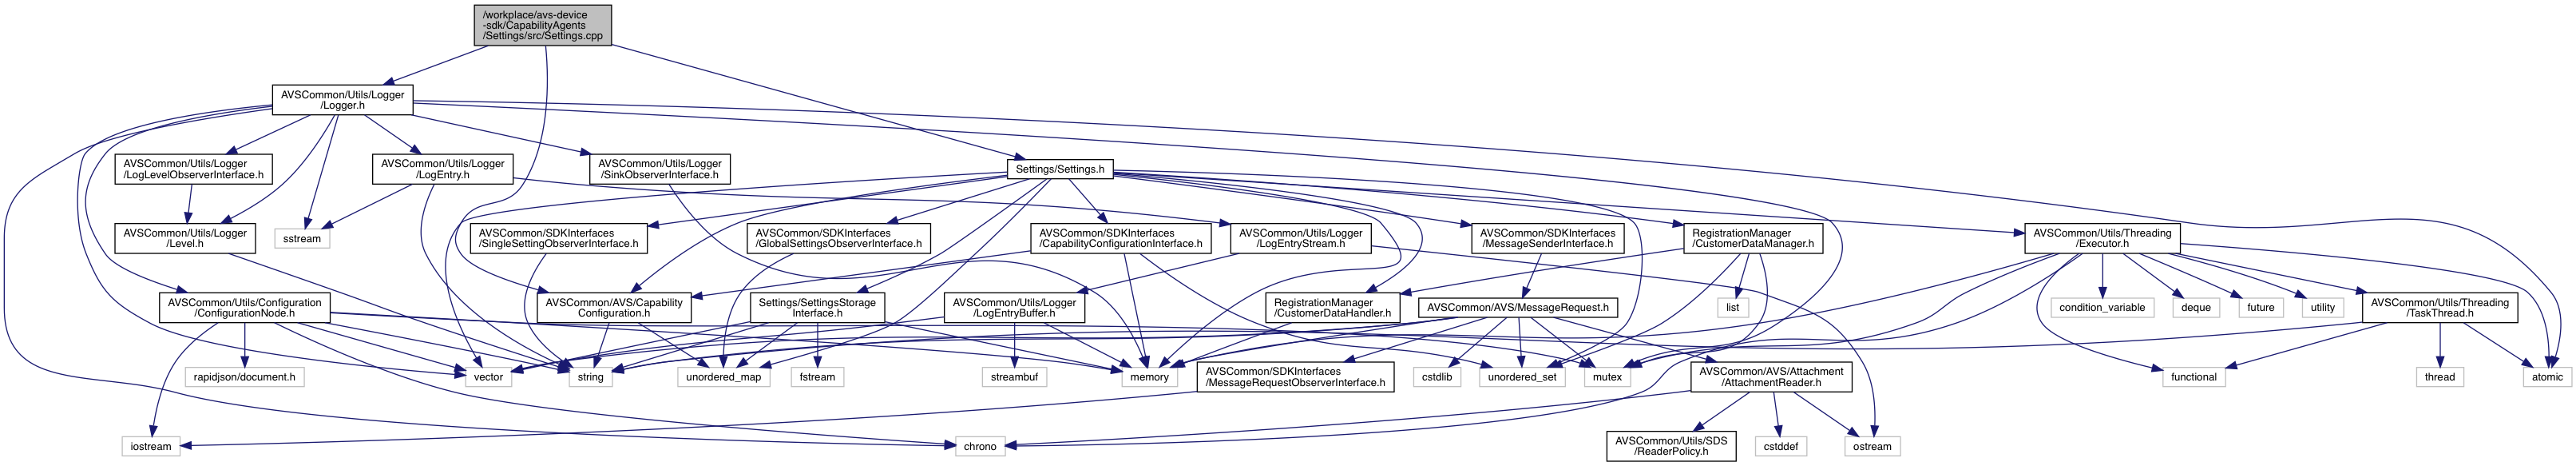 /workplace/avs-device
-sdk/CapabilityAgents
/Settings/src/Settings.cpp
AVSCommon/Utils/Logger
/Logger.h
AVSCommon/Utils/Logger
/LogLevelObserverInterface.h
AVSCommon/Utils/Logger
/LogEntry.h
AVSCommon/Utils/Logger
/SinkObserverInterface.h
Settings/Settings.h
AVSCommon/Utils/Logger
/Level.h
sstream
AVSCommon/SDKInterfaces
/SingleSettingObserverInterface.h
AVSCommon/SDKInterfaces
/GlobalSettingsObserverInterface.h
AVSCommon/SDKInterfaces
/CapabilityConfigurationInterface.h
AVSCommon/Utils/Logger
/LogEntryStream.h
AVSCommon/SDKInterfaces
/MessageSenderInterface.h
RegistrationManager
/CustomerDataManager.h
AVSCommon/Utils/Threading
/Executor.h
AVSCommon/Utils/Configuration
/ConfigurationNode.h
AVSCommon/AVS/Capability
Configuration.h
Settings/SettingsStorage
Interface.h
AVSCommon/Utils/Logger
/LogEntryBuffer.h
RegistrationManager
/CustomerDataHandler.h
AVSCommon/AVS/MessageRequest.h
list
condition_variable
deque
future
utility
AVSCommon/Utils/Threading
/TaskThread.h
rapidjson/document.h
vector
string
unordered_map
fstream
streambuf
memory
AVSCommon/SDKInterfaces
/MessageRequestObserverInterface.h
cstdlib
unordered_set
mutex
AVSCommon/AVS/Attachment
/AttachmentReader.h
functional
thread
atomic
iostream
chrono
AVSCommon/Utils/SDS
/ReaderPolicy.h
cstddef
ostream